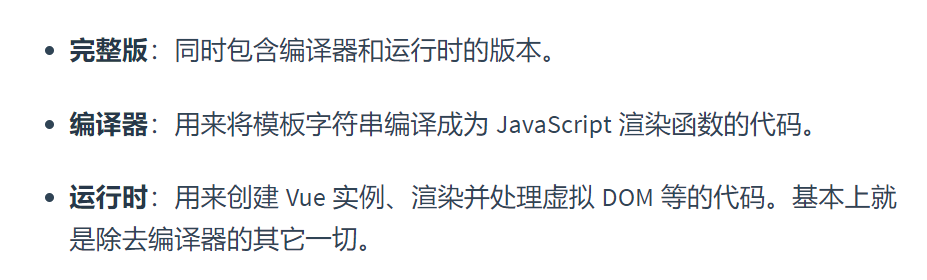 完整版：同时包含编译器和运行时的版本。
编译器：用来将模板字符串编译成为 JavaScript 渲染函数的代码。
运行时：用来创建 Vue 实例、渲染并处理虚拟 DOM 等的代码。基本上就
是除去编译器的其它一切。